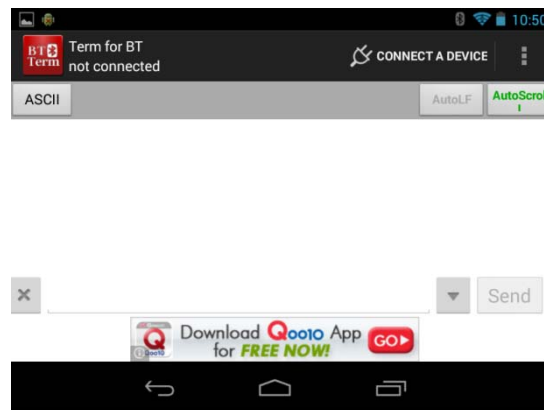 10:50
BT
Term
Term for BT
not connected
CONNECT A DEVICE
ASCII
AutoLF
AutoScrol
l
Send
Download Qoo10 App
for FREE NOW!
GO
Q
Qoo10